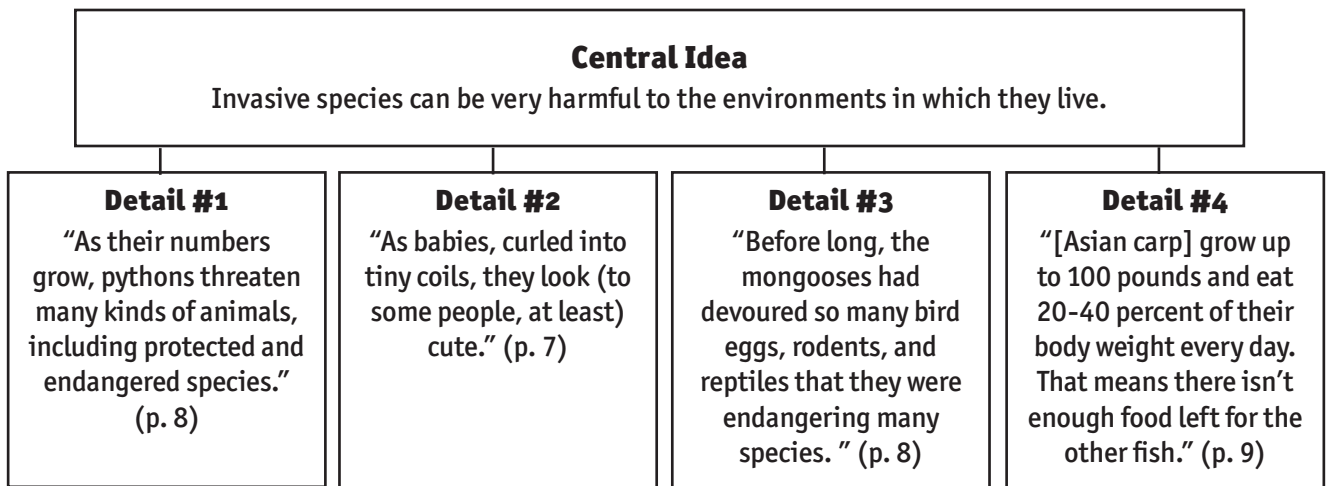 Central Idea
Invasive species can be very harmful to the environments in which they live.
Detail #1
“As their numbers
grow, pythons threaten
many kinds of animals,
including protected and
endangered species.”
(p. 8)
Detail #2
“As babies, curled into
tiny coils, they look (to
some people, at least)
cute.” (p. 7)
Detail #3
“Before long, the
mongooses had
devoured so many bird
eggs, rodents, and
reptiles that they were
endangering many
species. ” (p. 8)
Detail #4
“[Asian carp] grow up
to 100 pounds and eat
20-40 percent of their
body weight every day.
That means there isn’t
enough food left for the
other fish.” (p. 9)